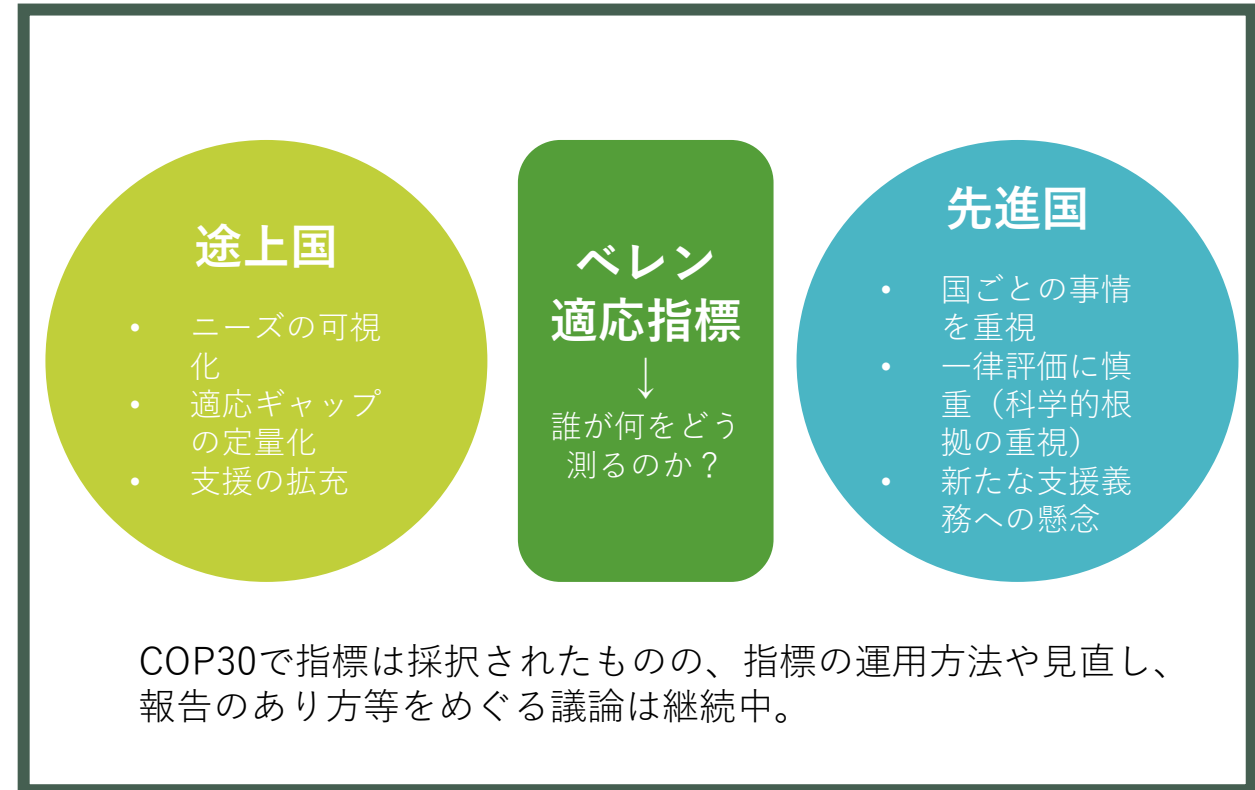 途上国
• ニーズの可視
化
• 適応ギャップ
の定量化
• 支援の拡充
ベレン
適応指標
↓
誰が何をどう
測るのか？
先進国
• 国ごとの事情
を重視
• 一律評価に慎
重（科学的根
拠の重視）
• 新たな支援義
務への懸念
COP30で指標は採択されたものの、指標の運用方法や見直し、
報告のあり方等をめぐる議論は継続中。